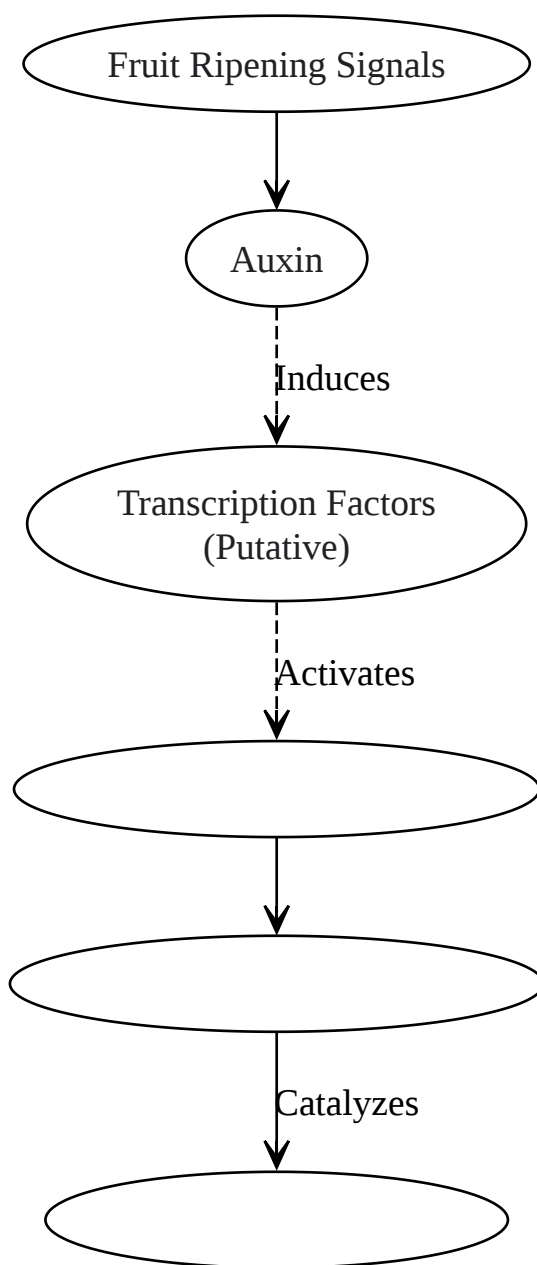 Fruit Ripening Signals
Auxin
Induces
Transcription Factors
(Putative)
Activates
Catalyzes